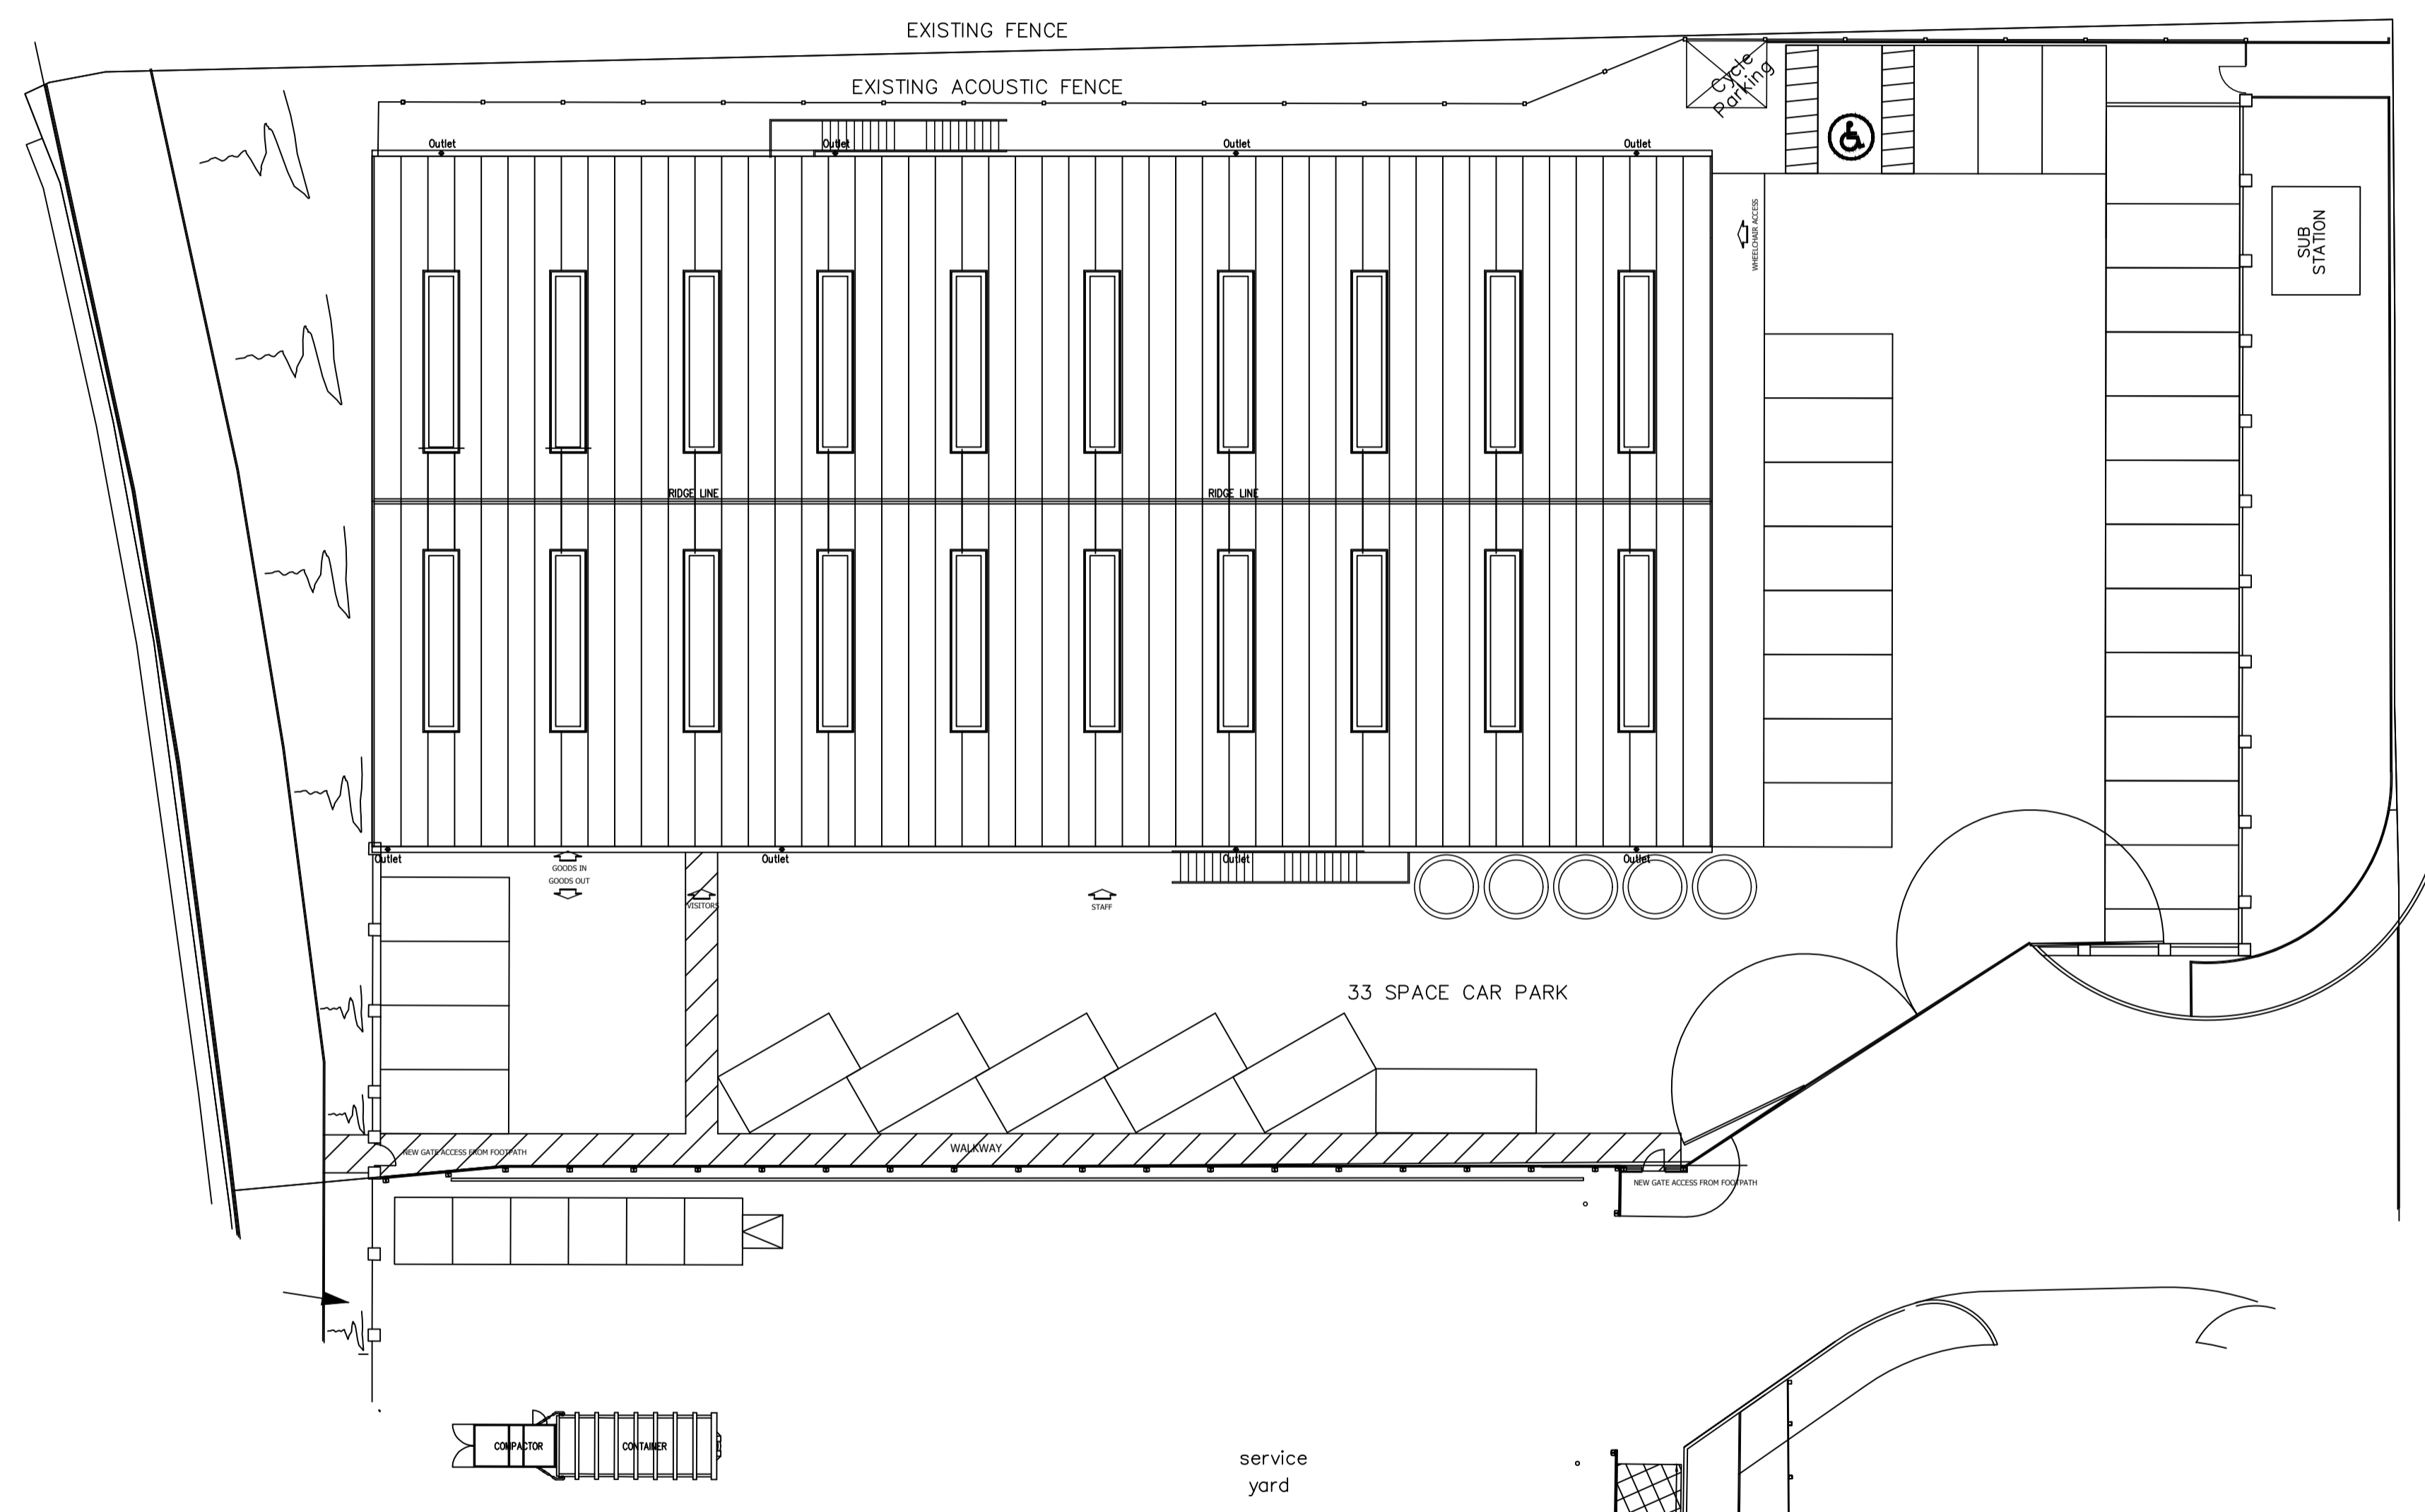 EXISTING FENCE
EXISTING ACOUSTIC FENCE
Cycle
Parking
Outlet
Outlet
Outlet
Outlet
WHEELCHAIR ACCESS
SUB
STATION
RIDGE LINE
RIDGE LINE
Outlet
Outlet
Outlet
Outlet
GOODS IN
GOODS OUT
VISITORS
STAFF
33 SPACE CAR PARK
WALKWAY
NEW GATE ACCESS FROM FOOTPATH
NEW GATE ACCESS FROM FOOTPATH
COMPACTOR
CONTAINER
service
yard